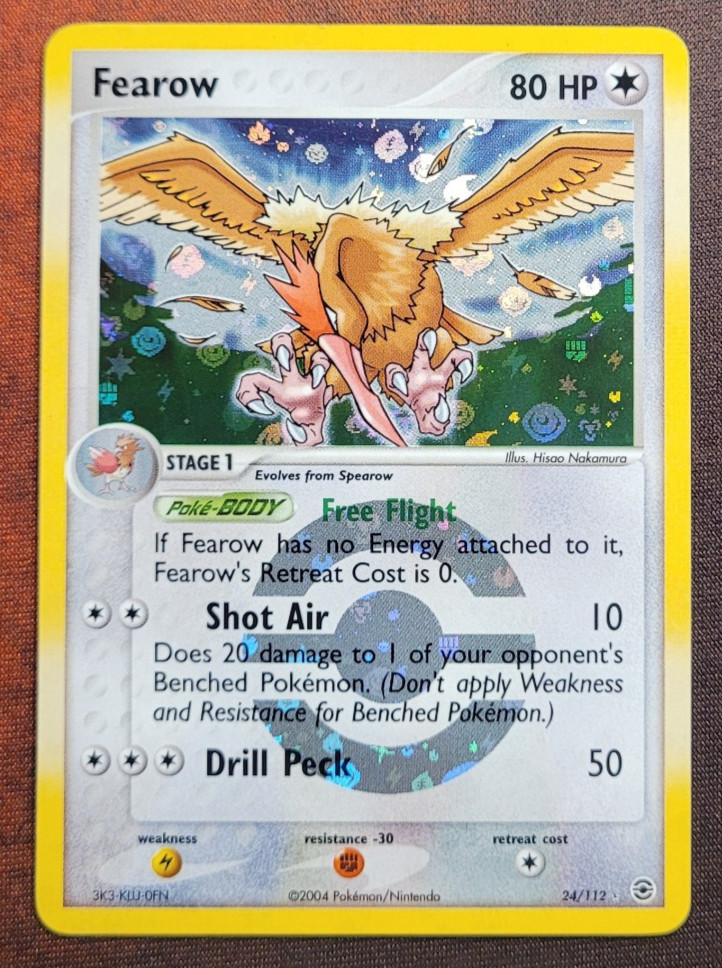 Fearow 80 HP
STAGE 1 Illus. Hisao Nakamura
Evolves from Spearow
Poké-BODY Free Flight
If Fearow has no Energy attached to it,
Fearow's Retreat Cost is 0.
Shot Air 10
Does 20 damage to 1 of your opponent's
Benched Pokémon. (Don't apply Weakness
and Resistance for Benched Pokémon.)
Drill Peck 50
weakness resistance -30 retreat cost
3K3-KLU-0FN ©2004 Pokémon/Nintendo 24/112